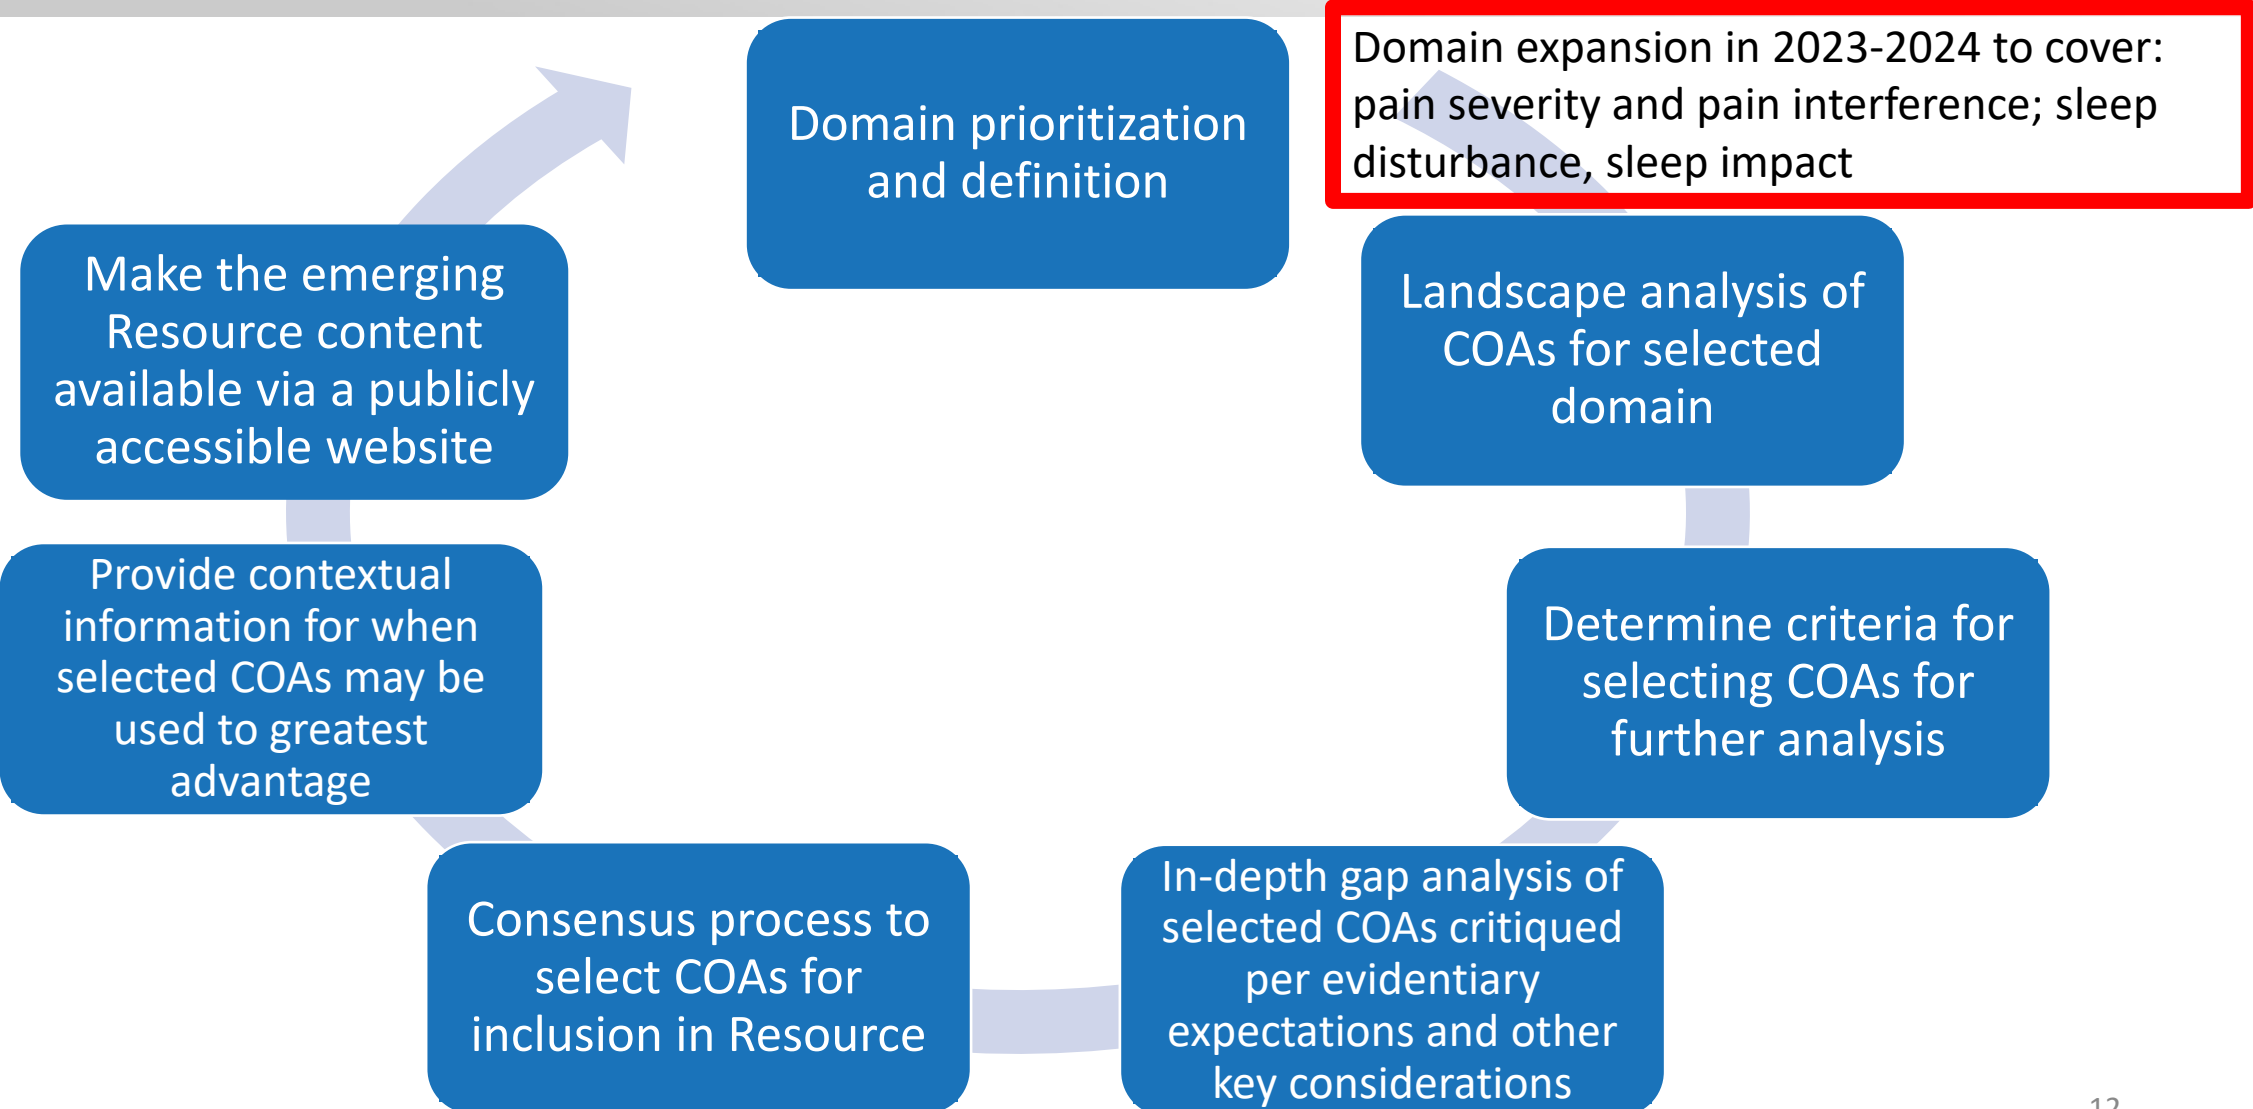 Domain prioritization
and definition
Domain expansion in 2023-2024 to cover:
pain severity and pain interference; sleep
disturbance, sleep impact
Landscape analysis of
COAs for selected
domain
Determine criteria for
selecting COAs for
further analysis
In-depth gap analysis of
selected COAs critiqued
per evidentiary
expectations and other
key considerations
Consensus process to
select COAs for
inclusion in Resource
Provide contextual
information for when
selected COAs may be
used to greatest
advantage
Make the emerging
Resource content
available via a publicly
accessible website
12